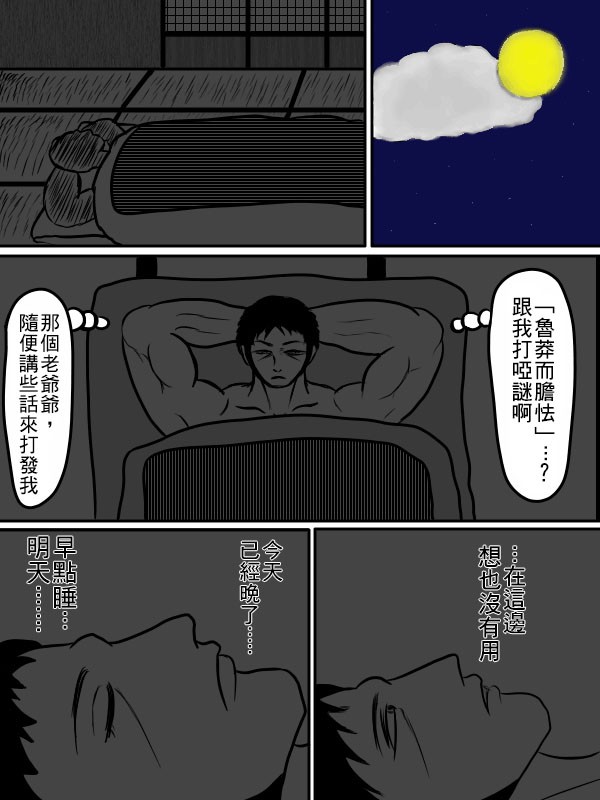 「魯莽而膽怯」…?
跟我打啞謎啊
那個老爺爺，
隨便講些話來打發我
…在這邊
想也沒有用
今天
已經晚了……
早點睡…
明天……